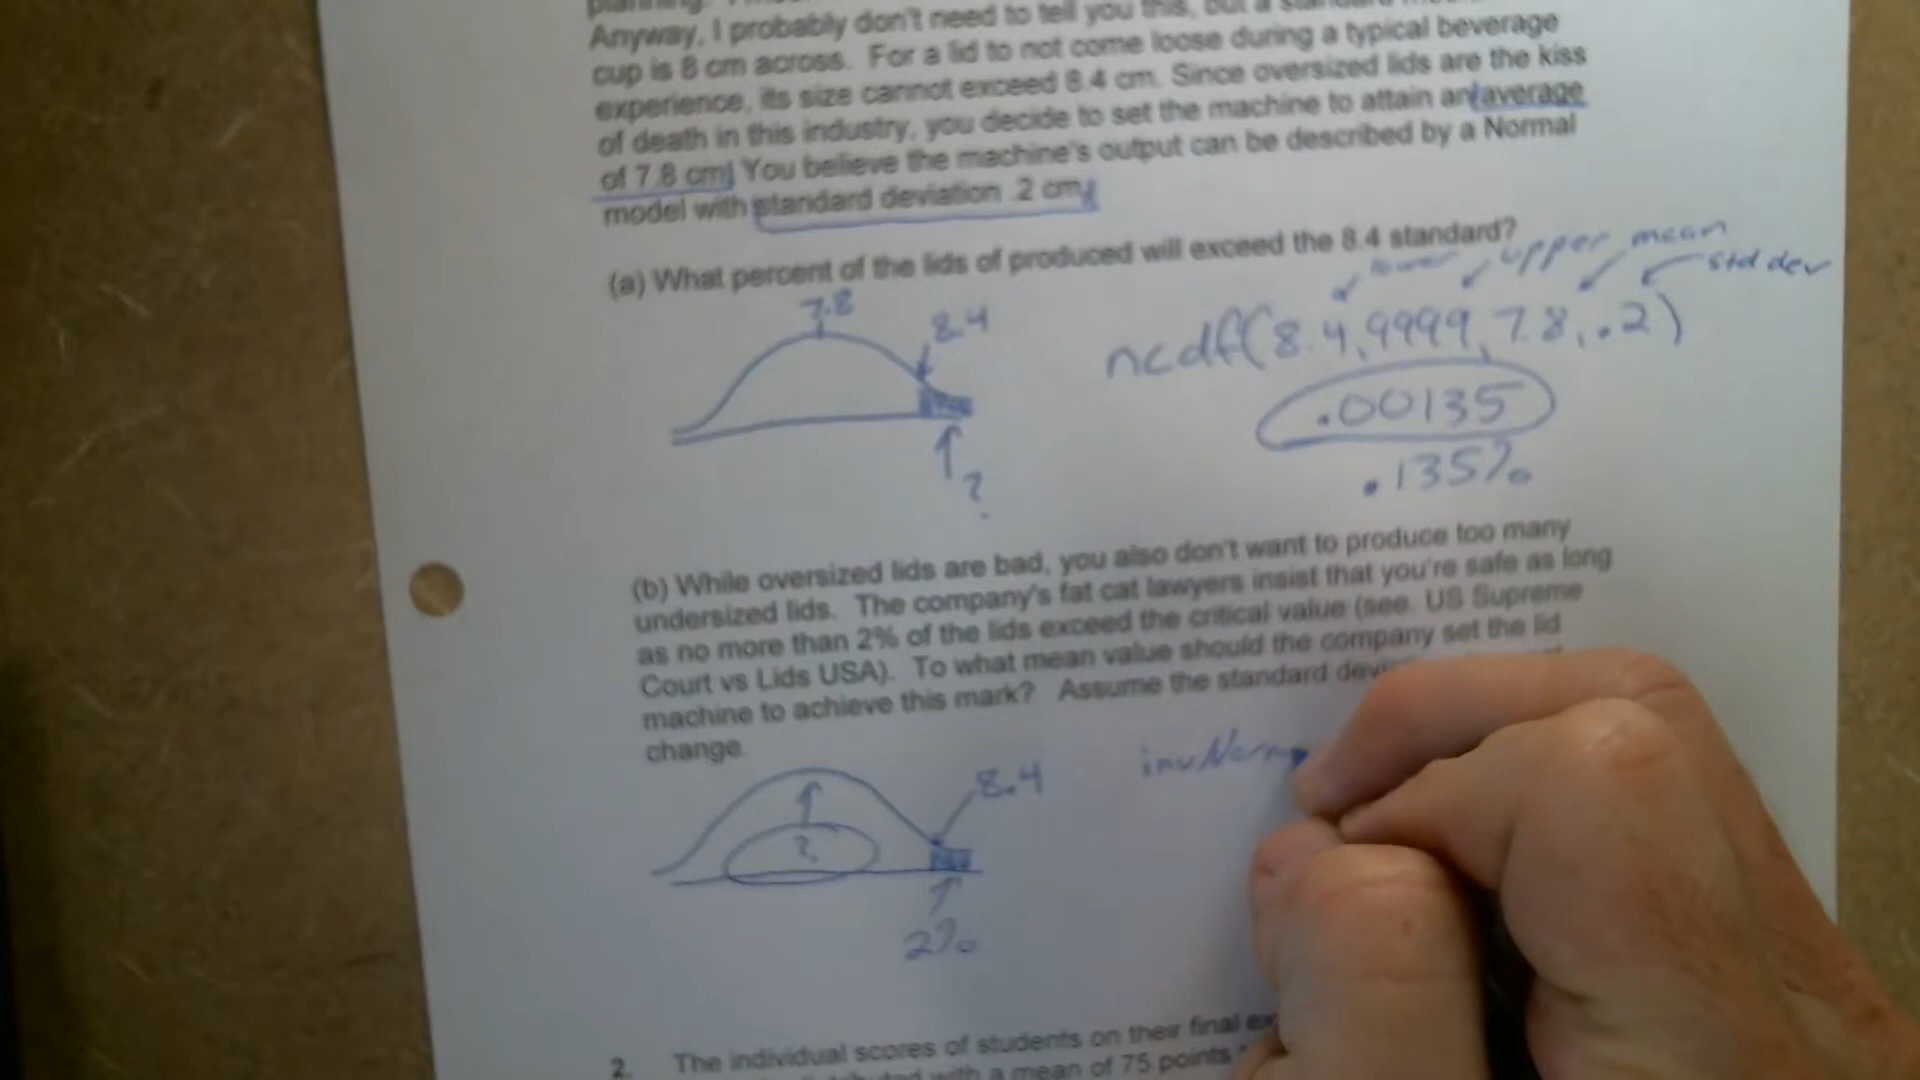 Anyway, I probably don't need to tell you this, but a standard
cup is 8 cm across. For a lid to not come loose during a typical beverage
experience, its size cannot exceed 8.4 cm. Since oversized lids are the kiss
of death in this industry, you decide to set the machine to attain an average
of 7.8 cm. You believe the machine's output can be described by a Normal
model with standard deviation .2 cm.
(a) What percent of the lids of produced will exceed the 8.4 standard?
lower upper mean std dev
7.8
8.4
ncdf(8.4,9999,7.8,.2)
.00135
.135%
?
(b) While oversized lids are bad, you also don't want to produce too many
undersized lids. The company's fat cat lawyers insist that you're safe as long
as no more than 2% of the lids exceed the critical value (see US Supreme
Court vs Lids USA). To what mean value should the company set the lid
machine to achieve this mark? Assume the standard
change.
8.4
invNorm
?
2%
2. The individual scores of students on their final
with a mean of 75 points